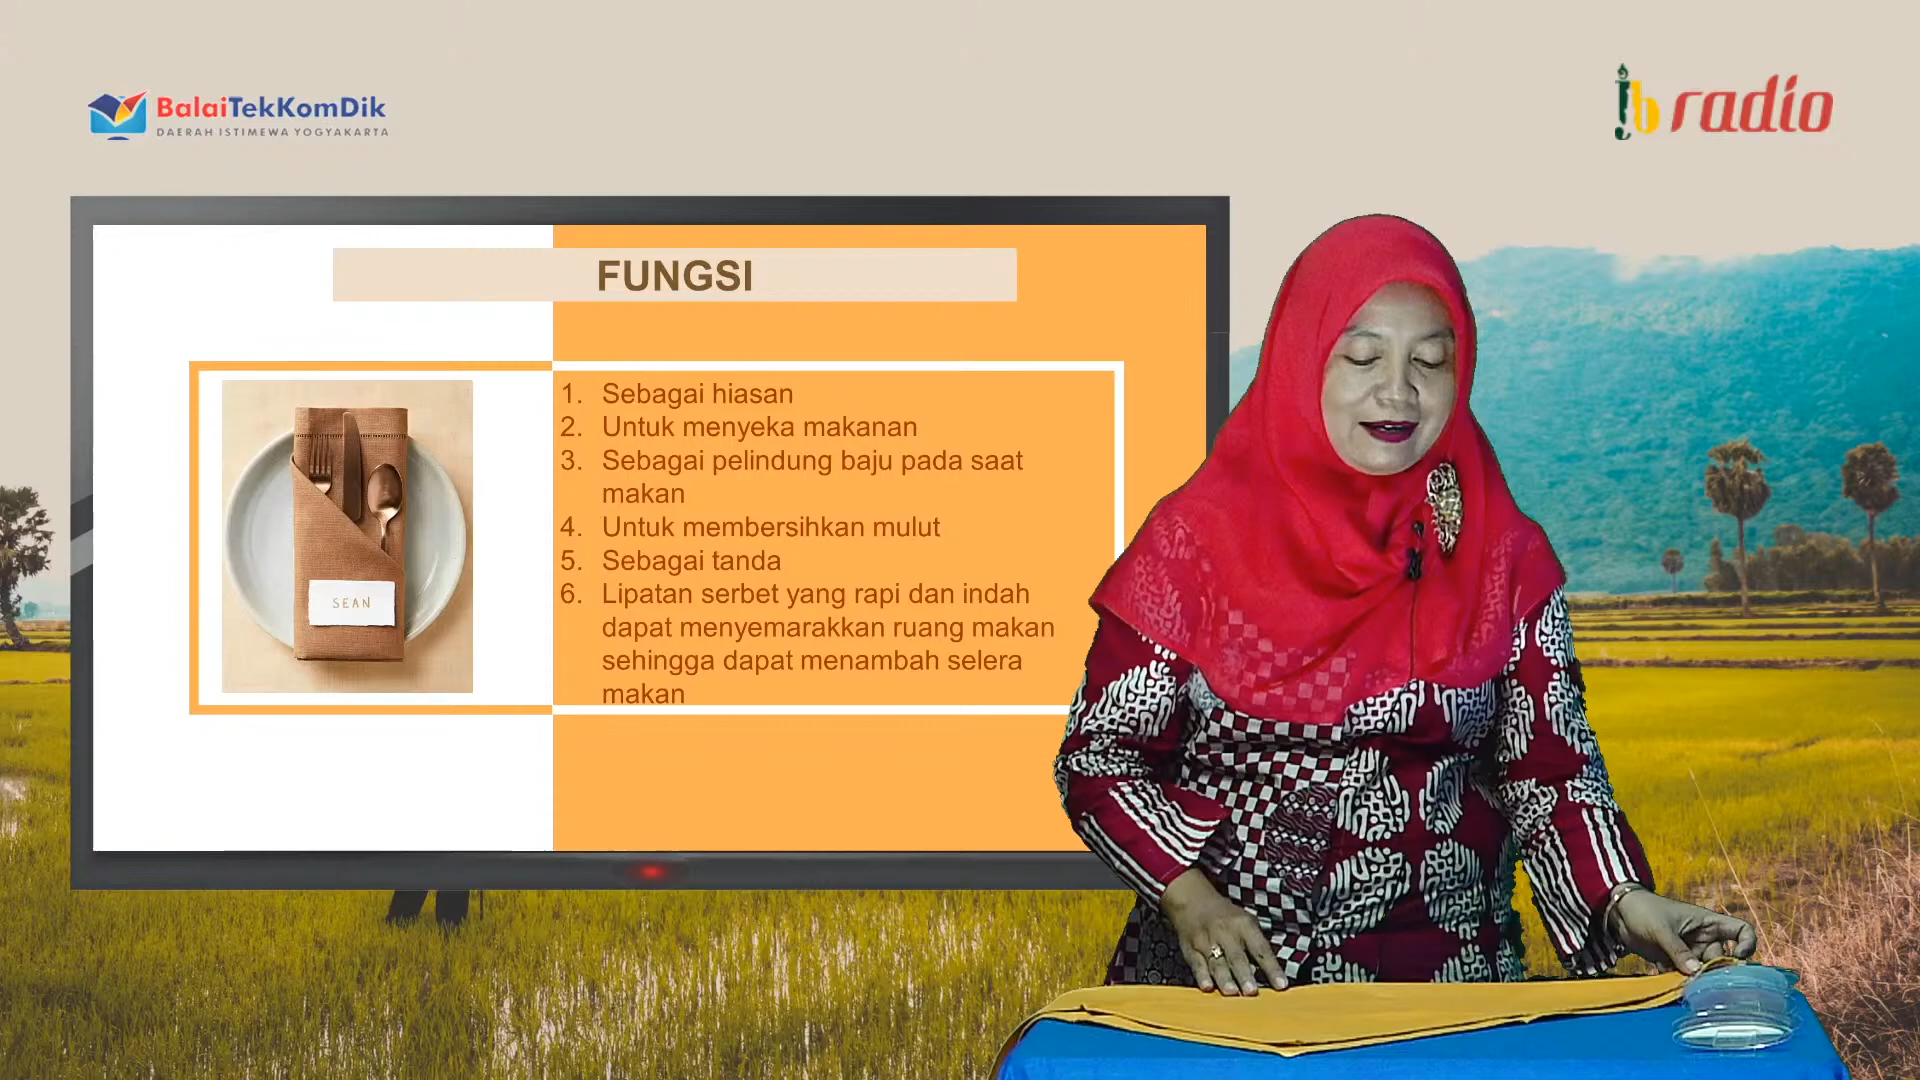 BalaiTekKomDik
DAERAH ISTIMEWA YOGYAKARTA
jb radio
FUNGSI
SEAN
1. Sebagai hiasan
2. Untuk menyeka makanan
3. Sebagai pelindung baju pada saat
makan
4. Untuk membersihkan mulut
5. Sebagai tanda
6. Lipatan serbet yang rapi dan indah
dapat menyemarakkan ruang makan
sehingga dapat menambah selera
makan